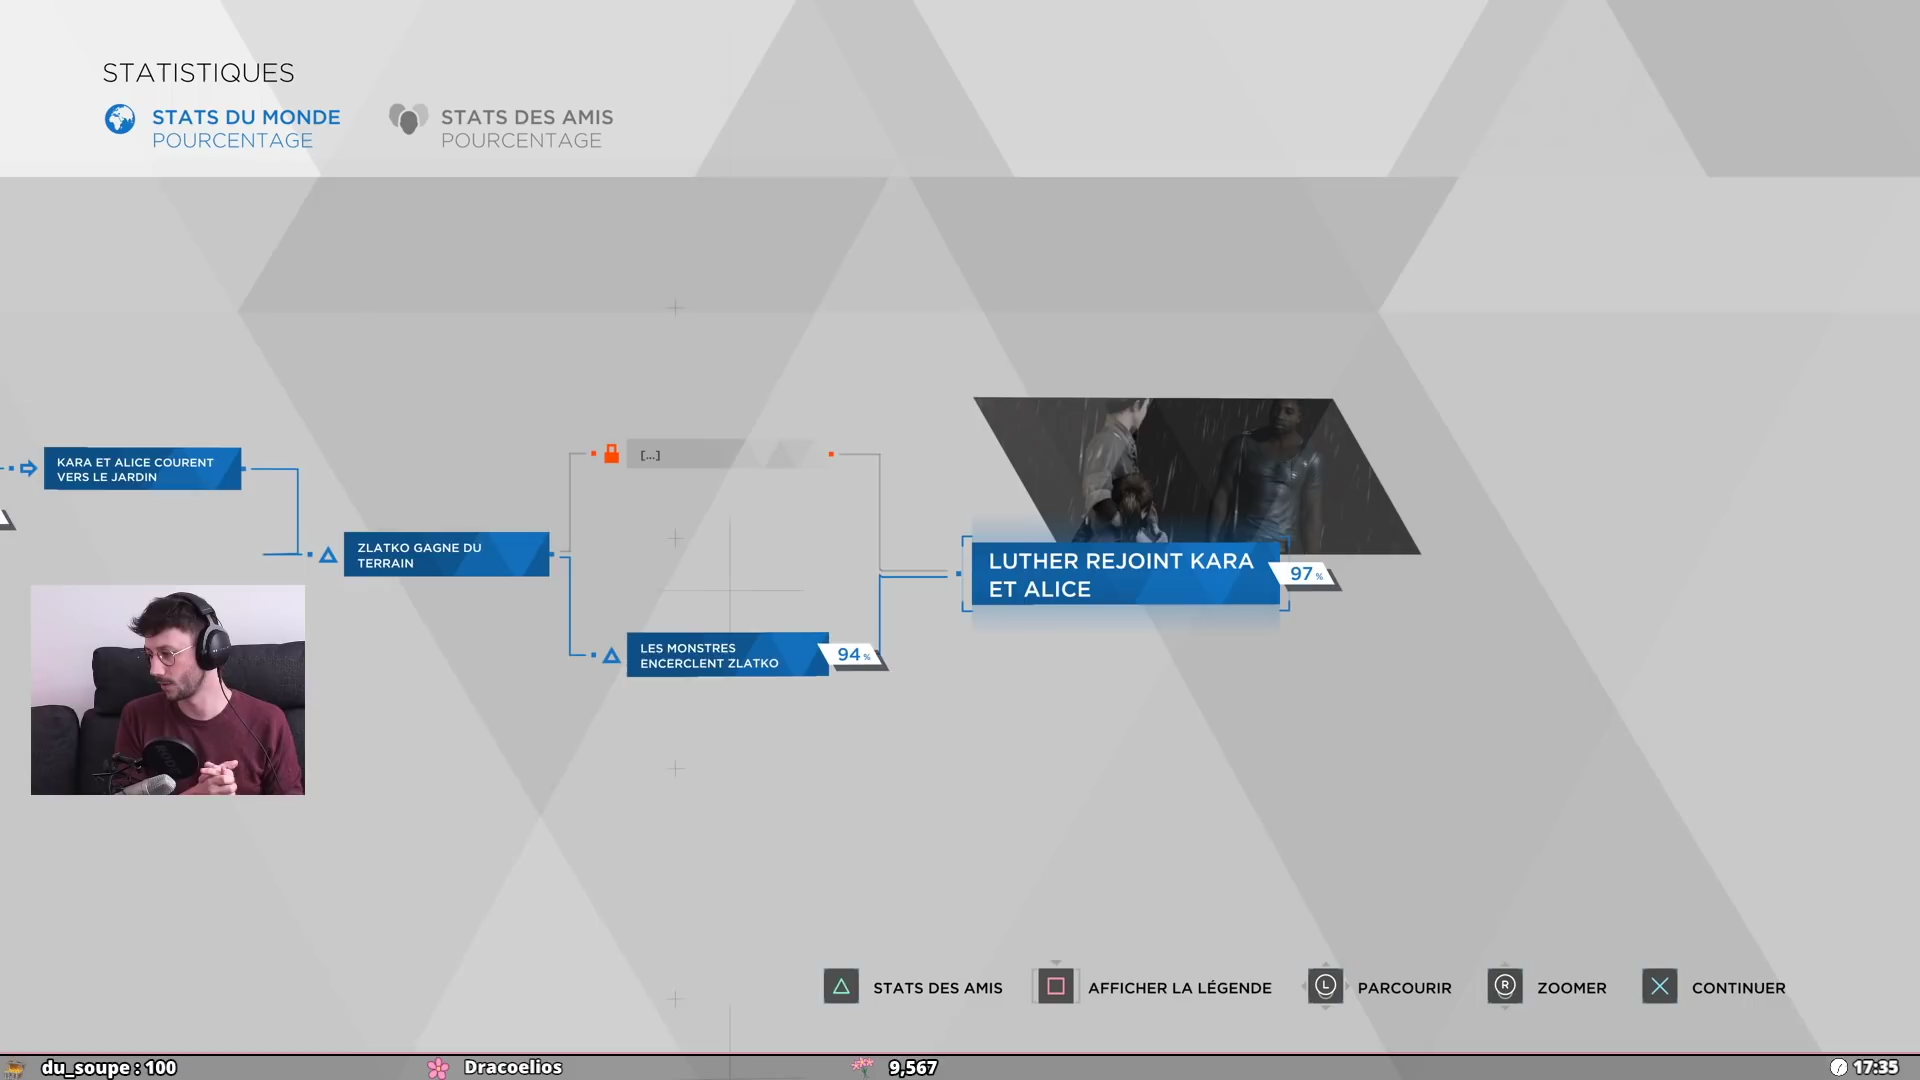 STATISTIQUES
STATS DU MONDE
POURCENTAGE
STATS DES AMIS
POURCENTAGE
KARA ET ALICE COURENT
VERS LE JARDIN
ZLATKO GAGNE DU
TERRAIN
[...]
LES MONSTRES
ENCERCLENT ZLATKO
94 %
LUTHER REJOINT KARA
ET ALICE
97 %
STATS DES AMIS
AFFICHER LA LÉGENDE
L
PARCOURIR
R
ZOOMER
CONTINUER
du_soupe : 100
Dracoelios
9,567
17:35